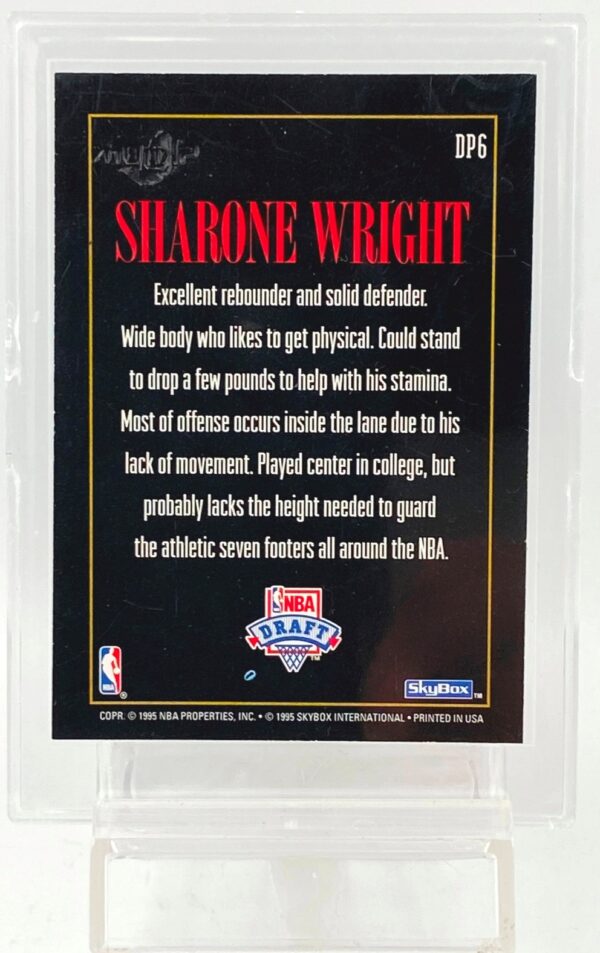 DP6
SHARONE WRIGHT
Excellent rebounder and solid defender.
Wide body who likes to get physical. Could stand
to drop a few pounds to help with his stamina.
Most of offense occurs inside the lane due to his
lack of movement. Played center in college, but
probably lacks the height needed to guard
the athletic seven footers all around the NBA.
NBA
DRAFT
TM
NBA
®
SkyBox
TM
COPR. © 1995 NBA PROPERTIES, INC. • © 1995 SKYBOX INTERNATIONAL • PRINTED IN USA